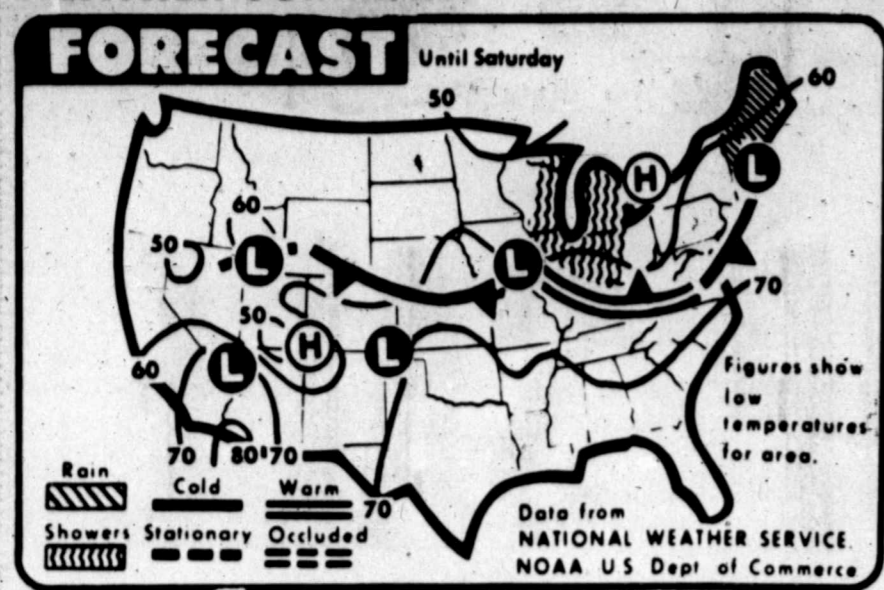 FORECAST Until Saturday
50
60
60
50
H
L
L
L
70
50
H
L
L
60
Figures show
low
temperatures
for area.
70 80 70
70
Rain
Cold Warm
Showers Stationary Occluded
Data from
NATIONAL WEATHER SERVICE.
NOAA U S Dept of Commerce